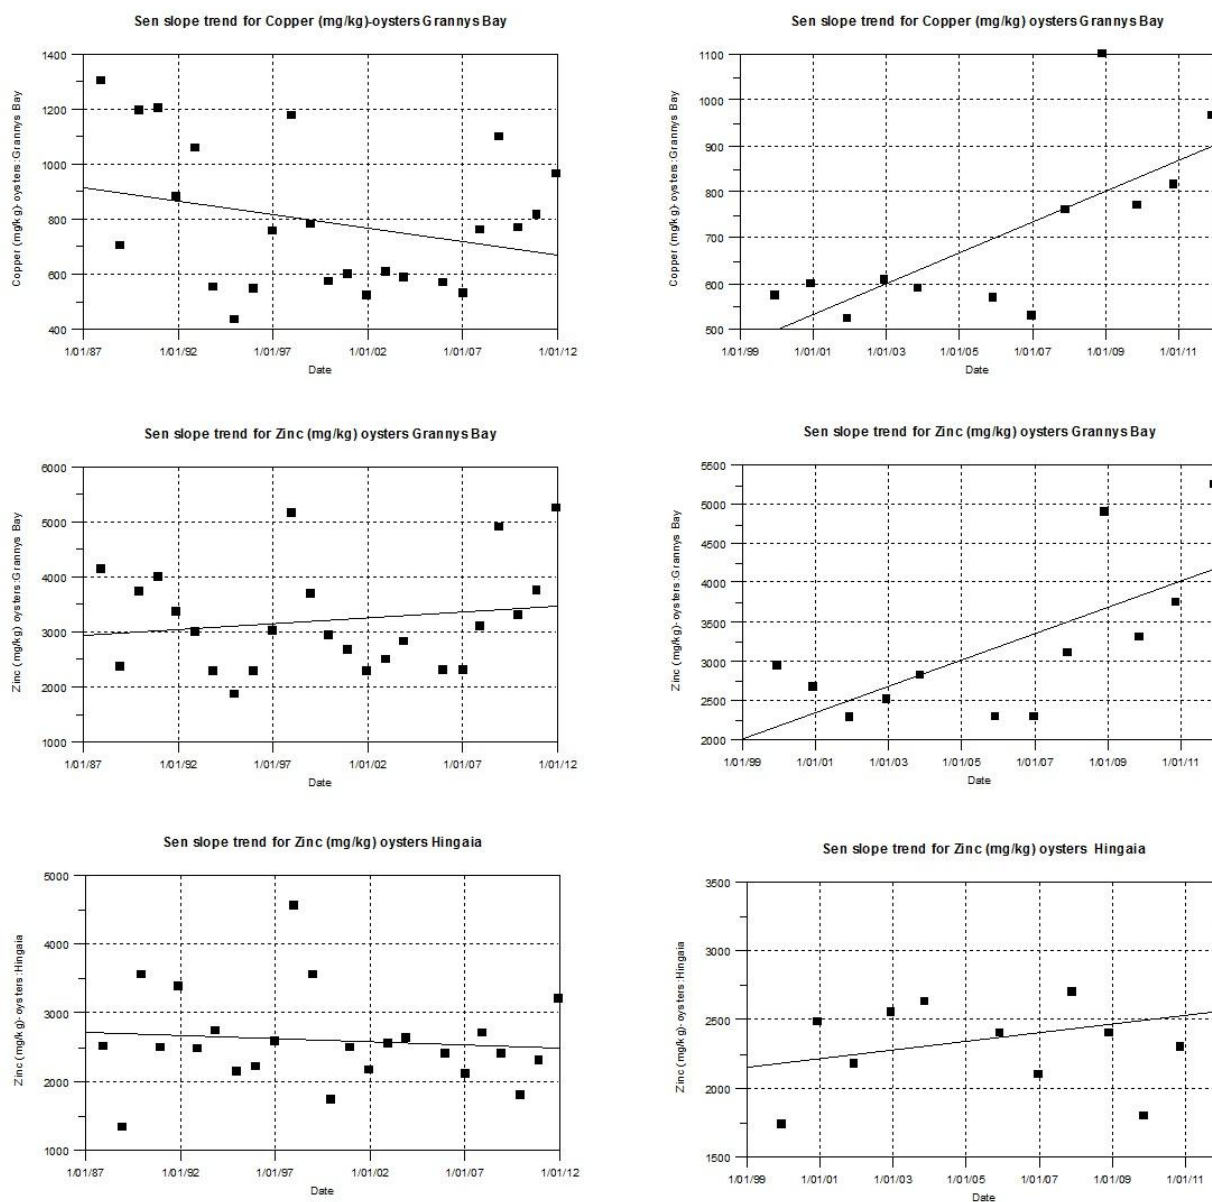 Sen slope trend for Copper (mg/kg)-oysters Grannys Bay
1400
1200
1000
800
600
400
Copper (mg/kg)- oysters :Grannys Bay
1/01/87 1/01/92 1/01/97 1/01/02 1/01/07 1/01/12
Date
Sen slope trend for Copper (mg/kg) oysters Grannys Bay
1100
1000
900
800
700
600
500
Copper (mg/kg)- oysters :Grannys Bay
1/01/99 1/01/01 1/01/03 1/01/05 1/01/07 1/01/09 1/01/11
Date
Sen slope trend for Zinc (mg/kg) oysters Grannys Bay
6000
5000
4000
3000
2000
1000
Zinc (mg/kg)- oysters :Grannys Bay
1/01/87 1/01/92 1/01/97 1/01/02 1/01/07 1/01/12
Date
Sen slope trend for Zinc (mg/kg) oysters Grannys Bay
5500
5000
4500
4000
3500
3000
2500
2000
Zinc (mg/kg)- oysters :Grannys Bay
1/01/99 1/01/01 1/01/03 1/01/05 1/01/07 1/01/09 1/01/11
Date
Sen slope trend for Zinc (mg/kg) oysters Hingaia
5000
4000
3000
2000
1000
Zinc (mg/kg)- oysters :Hingaia
1/01/87 1/01/92 1/01/97 1/01/02 1/01/07 1/01/12
Date
Sen slope trend for Zinc (mg/kg) oysters Hingaia
3500
3000
2500
2000
1500
Zinc (mg/kg)- oysters :Hingaia
1/01/99 1/01/01 1/01/03 1/01/05 1/01/07 1/01/09 1/01/11
Date